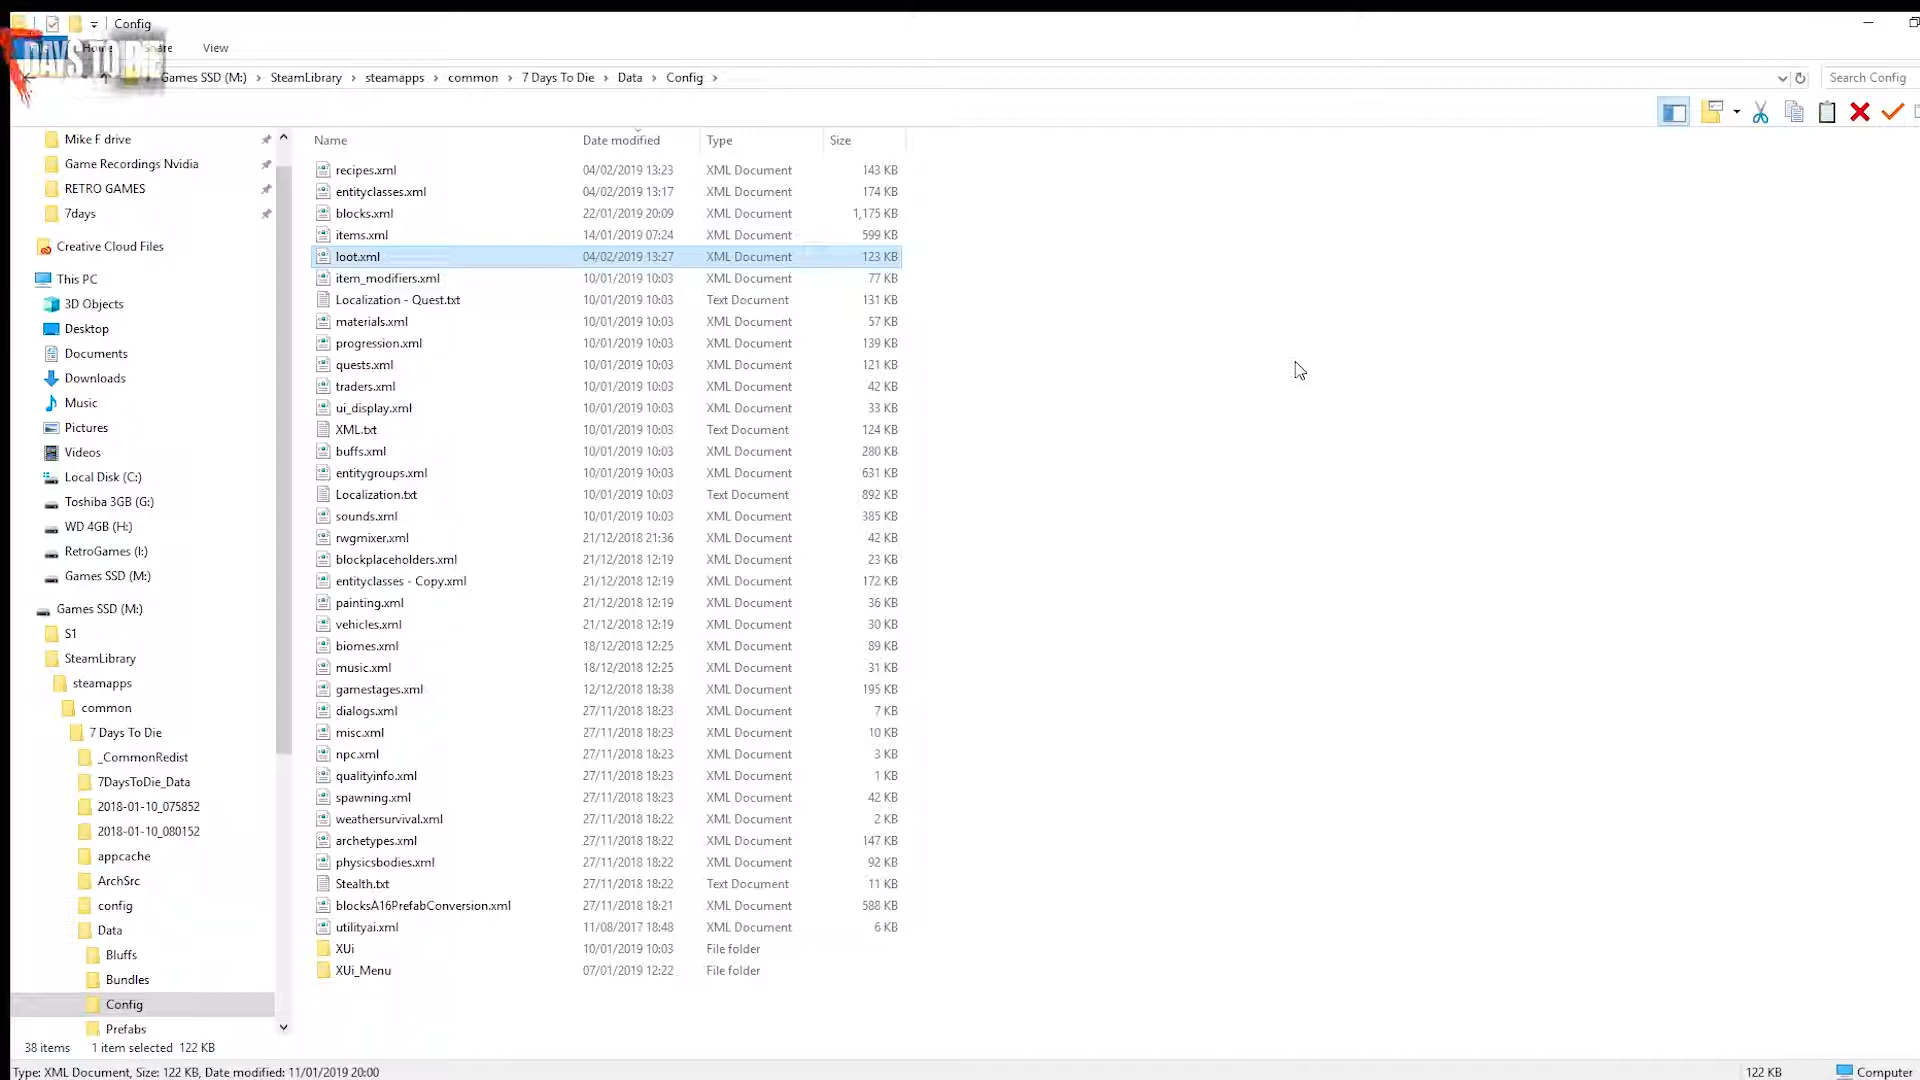 Config
Home Share View
DAYS TO DIE
Games SSD (M:) > SteamLibrary > steamapps > common > 7 Days To Die > Data > Config >
Search Config
Name Date modified Type Size
Mike F drive
Game Recordings Nvidia
RETRO GAMES
7days
Creative Cloud Files
This PC
3D Objects
Desktop
Documents
Downloads
Music
Pictures
Videos
Local Disk (C:)
Toshiba 3GB (G:)
WD 4GB (H:)
RetroGames (I:)
Games SSD (M:)
Games SSD (M:)
S1
SteamLibrary
steamapps
common
7 Days To Die
_CommonRedist
7DaysToDie_Data
2018-01-10_075852
2018-01-10_080152
appcache
ArchSrc
config
Data
Bluffs
Bundles
Config
Prefabs
recipes.xml 04/02/2019 13:23 XML Document 143 KB
entityclasses.xml 04/02/2019 13:17 XML Document 174 KB
blocks.xml 22/01/2019 20:09 XML Document 1,175 KB
items.xml 14/01/2019 07:24 XML Document 599 KB
loot.xml 04/02/2019 13:27 XML Document 123 KB
item_modifiers.xml 10/01/2019 10:03 XML Document 77 KB
Localization - Quest.txt 10/01/2019 10:03 Text Document 131 KB
materials.xml 10/01/2019 10:03 XML Document 57 KB
progression.xml 10/01/2019 10:03 XML Document 139 KB
quests.xml 10/01/2019 10:03 XML Document 121 KB
traders.xml 10/01/2019 10:03 XML Document 42 KB
ui_display.xml 10/01/2019 10:03 XML Document 33 KB
XML.txt 10/01/2019 10:03 Text Document 124 KB
buffs.xml 10/01/2019 10:03 XML Document 280 KB
entitygroups.xml 10/01/2019 10:03 XML Document 631 KB
Localization.txt 10/01/2019 10:03 Text Document 892 KB
sounds.xml 10/01/2019 10:03 XML Document 385 KB
rwgmixer.xml 21/12/2018 21:36 XML Document 42 KB
blockplaceholders.xml 21/12/2018 12:19 XML Document 23 KB
entityclasses - Copy.xml 21/12/2018 12:19 XML Document 172 KB
painting.xml 21/12/2018 12:19 XML Document 36 KB
vehicles.xml 21/12/2018 12:19 XML Document 30 KB
biomes.xml 18/12/2018 12:25 XML Document 89 KB
music.xml 18/12/2018 12:25 XML Document 31 KB
gamestages.xml 12/12/2018 18:38 XML Document 195 KB
dialogs.xml 27/11/2018 18:23 XML Document 7 KB
misc.xml 27/11/2018 18:23 XML Document 10 KB
npc.xml 27/11/2018 18:23 XML Document 3 KB
qualityinfo.xml 27/11/2018 18:23 XML Document 1 KB
spawning.xml 27/11/2018 18:23 XML Document 42 KB
weathersurvival.xml 27/11/2018 18:22 XML Document 2 KB
archetypes.xml 27/11/2018 18:22 XML Document 147 KB
physicsbodies.xml 27/11/2018 18:22 XML Document 92 KB
Stealth.txt 27/11/2018 18:22 Text Document 11 KB
blocksA16PrefabConversion.xml 27/11/2018 18:21 XML Document 588 KB
utilityai.xml 11/08/2017 18:48 XML Document 6 KB
XUi 10/01/2019 10:03 File folder
XUi_Menu 07/01/2019 12:22 File folder
38 items 1 item selected 122 KB
Type: XML Document, Size: 122 KB, Date modified: 11/01/2019 20:00 122 KB Computer